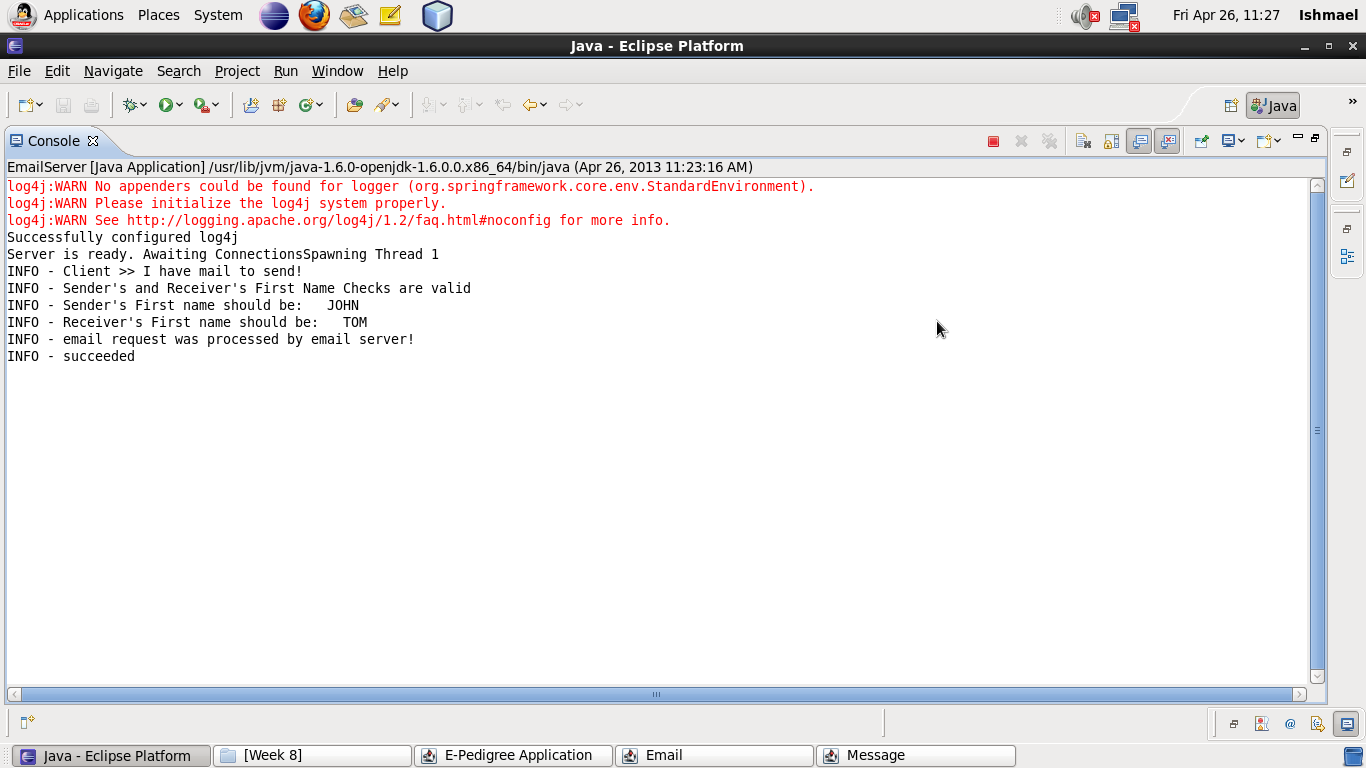 Applications Places System Fri Apr 26, 11:27 Ishmael
Java - Eclipse Platform
File Edit Navigate Search Project Run Window Help
Java »
Console
EmailServer [Java Application] /usr/lib/jvm/java-1.6.0-openjdk-1.6.0.0.x86_64/bin/java (Apr 26, 2013 11:23:16 AM)
log4j:WARN No appenders could be found for logger (org.springframework.core.env.StandardEnvironment).
log4j:WARN Please initialize the log4j system properly.
log4j:WARN See http://logging.apache.org/log4j/1.2/faq.html#noconfig for more info.
Successfully configured log4j
Server is ready. Awaiting ConnectionsSpawning Thread 1
INFO - Client >> I have mail to send!
INFO - Sender's and Receiver's First Name Checks are valid
INFO - Sender's First name should be:   JOHN
INFO - Receiver's First name should be:   TOM
INFO - email request was processed by email server!
INFO - succeeded
Java - Eclipse Platform [Week 8] E-Pedigree Application Email Message